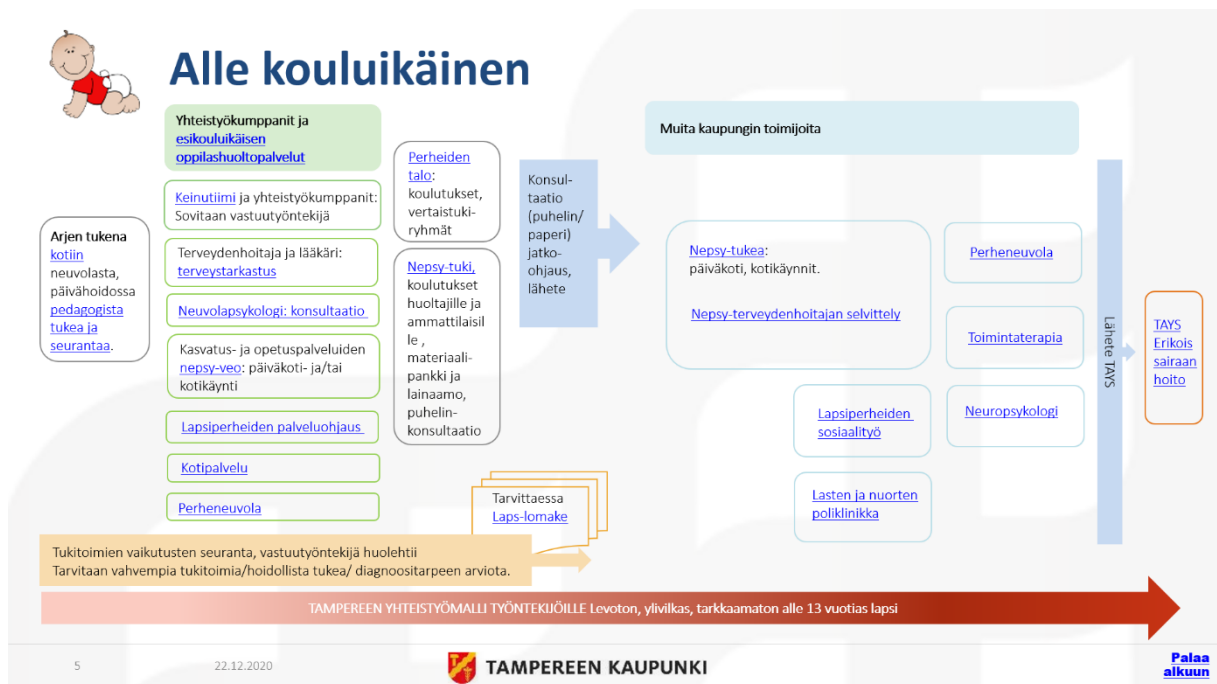 Alle kouluikäinen
Yhteistyökumppanit ja
esikouluikäisen
oppilashuoltopalvelut
Muita kaupungin toimijoita
Arjen tukena
kotiin
neuvolasta,
päivähoidossa
pedagogista
tukea ja
seurantaa.
Keinutiimi ja yhteistyökumppanit:
Sovitaan vastuutyöntekijä
Terveydenhoitaja ja lääkäri:
terveystarkastus
Neuvolapsykologi: konsultaatio
Kasvatus- ja opetuspalveluiden
nepsy-veo: päiväkoti- ja/tai
kotikäynti
Lapsiperheiden palveluohjaus
Kotipalvelu
Perheneuvola
Perheiden
talo:
koulutukset,
vertaistuki-
ryhmät
Nepsy-tuki,
koulutukset
huoltajille ja
ammattilaisil
le ,
materiaali-
pankki ja
lainaamo,
puhelin-
konsultaatio
Konsul-
taatio
(puhelin/
paperi)
jatko-
ohjaus,
lähete
Nepsy-tukea:
päiväkoti, kotikäynnit.
Nepsy-terveydenhoitajan selvittely
Perheneuvola
Toimintaterapia
Neuropsykologi
Lapsiperheiden
sosiaalityö
Lasten ja nuorten
poliklinikka
Lähete TAYS
TAYS
Erikois
sairaan
hoito
Tarvittaessa
Laps-lomake
Tukitoimien vaikutusten seuranta, vastuutyöntekijä huolehtii
Tarvitaan vahvempia tukitoimia/hoidollista tukea/ diagnoositarpeen arviota.
TAMPEREEN YHTEISTYÖMALLI TYÖNTEKIJÖILLE Levoton, ylivilkas, tarkkaamaton alle 13 vuotias lapsi
5
22.12.2020
TAMPEREEN KAUPUNKI
Palaa
alkuun